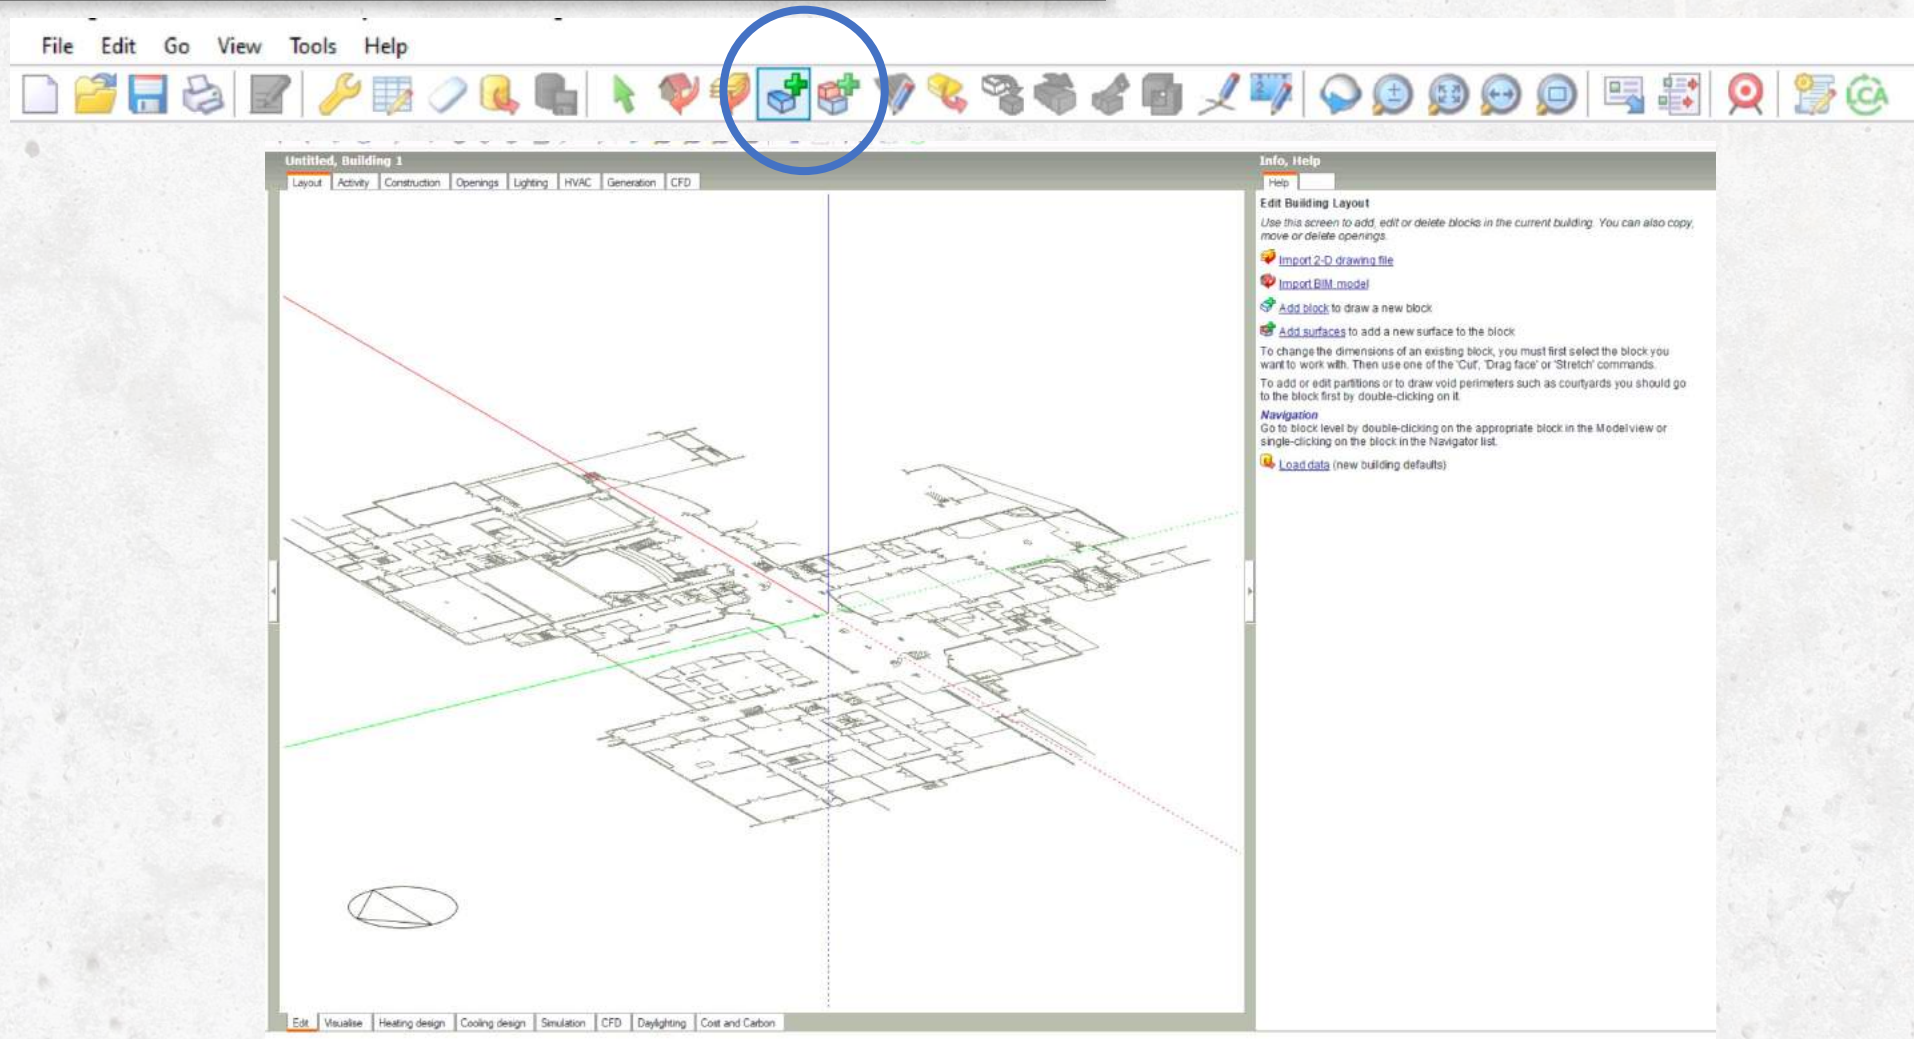 File Edit Go View Tools Help
LCA
Untitled, Building 1
Layout Activity Construction Openings Lighting HVAC Generation CFD
Info, Help
Help
Edit Building Layout
Use this screen to add, edit or delete blocks in the current building. You can also copy,
move or delete openings.
Import 2-D drawing file
Import BIM model
Add block to draw a new block
Add surfaces to add a new surface to the block
To change the dimensions of an existing block, you must first select the block you
want to work with. Then use one of the 'Cut', 'Drag face' or 'Stretch' commands.
To add or edit partitions or to draw void perimeters such as courtyards you should go
to the block first by double-clicking on it.
Navigation
Go to block level by double-clicking on the appropriate block in the Model view or
single-clicking on the block in the Navigator list.
Load data (new building defaults)
Edit Visualise Heating design Cooling design Simulation CFD Daylighting Cost and Carbon